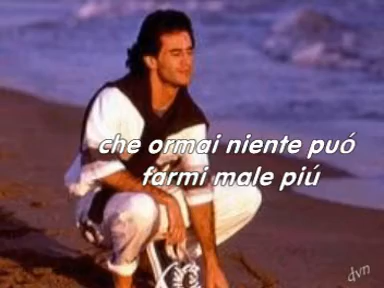 che ormai niente puó
farmi male piú
dvn